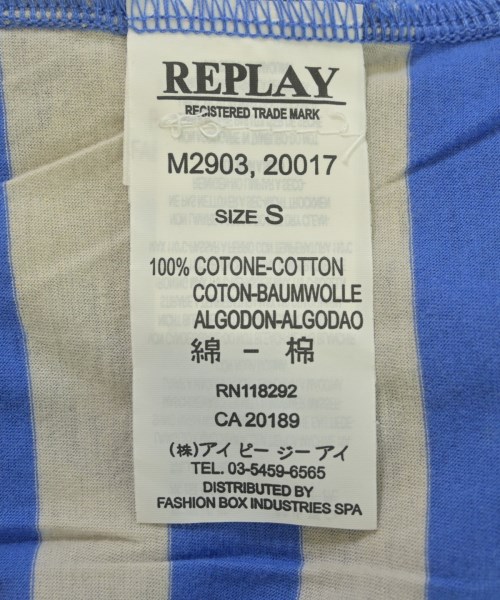 REPLAY
REGISTERED TRADE MARK
M2903, 20017
SIZE S
100% COTONE-COTTON
COTON-BAUMWOLLE
ALGODON-ALGODAO
綿 - 棉
RN118292
CA 20189
(株)アイ ピー ジー アイ
TEL. 03-5459-6565
DISTRIBUTED BY
FASHION BOX INDUSTRIES SPA